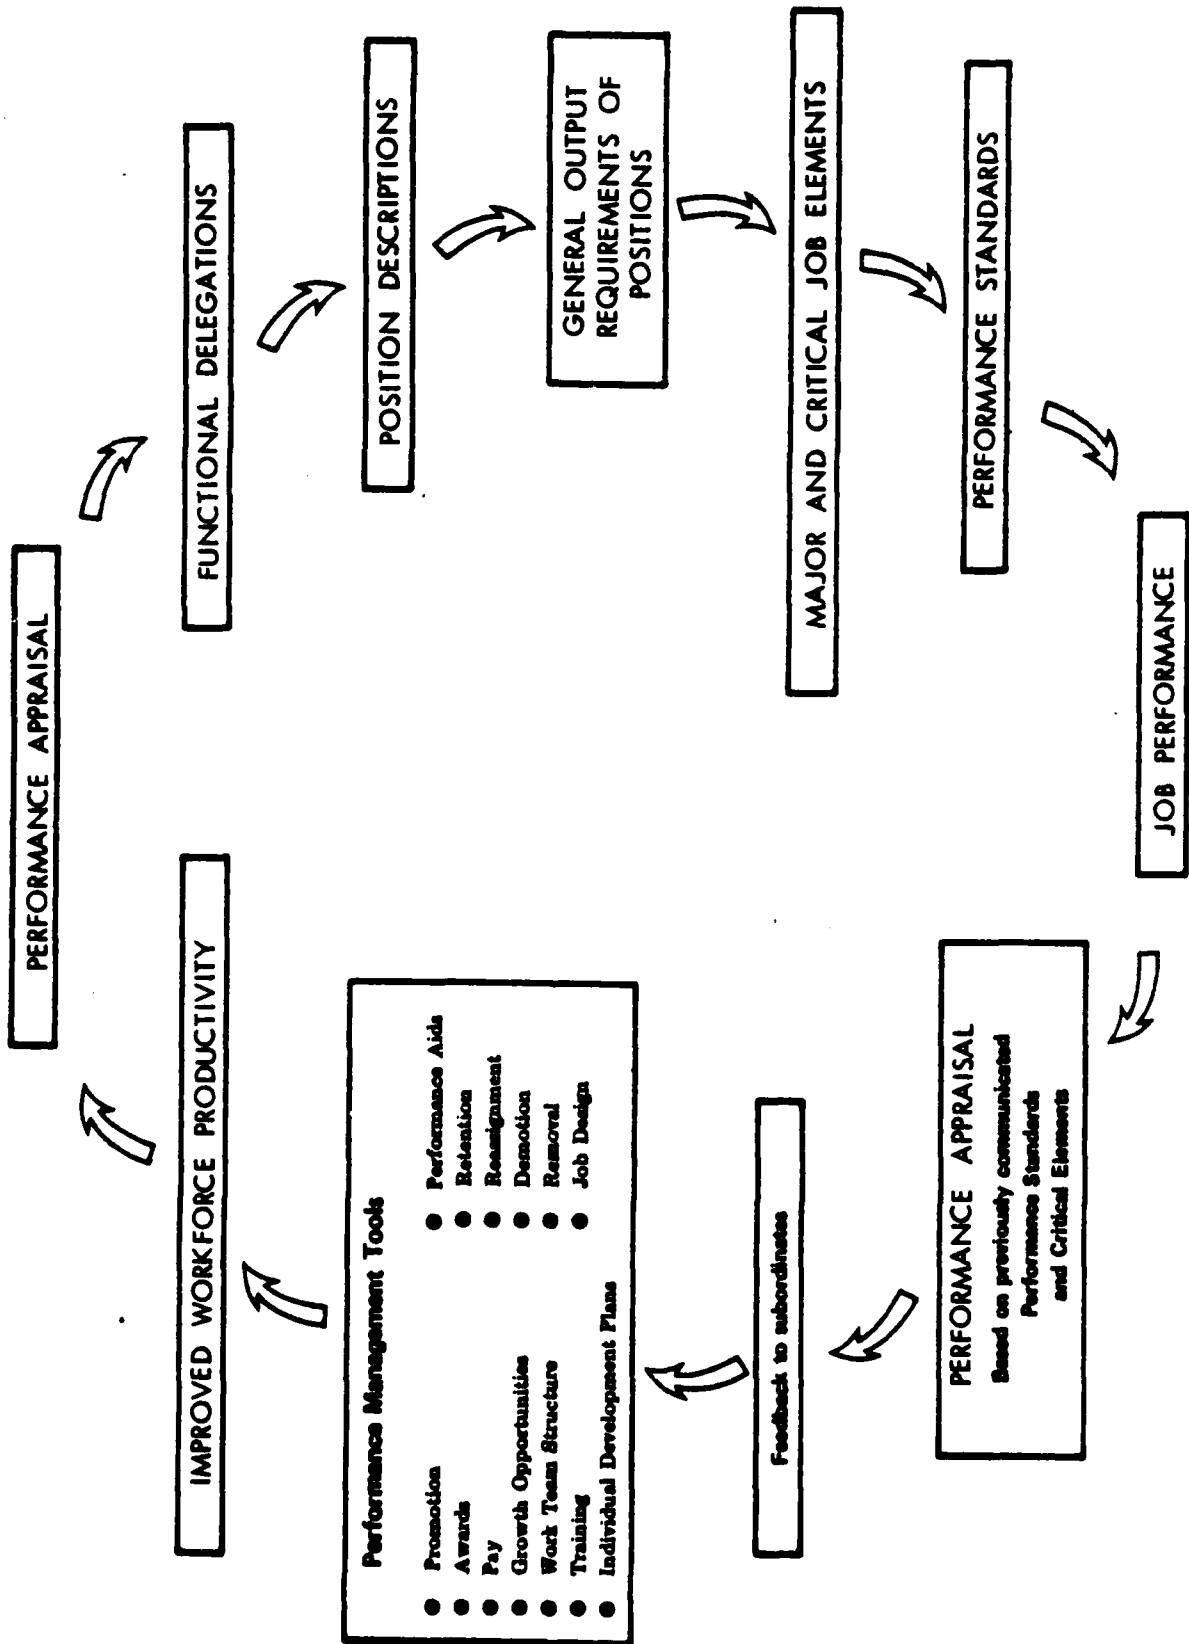 PERFORMANCE APPRAISAL
FUNCTIONAL DELEGATIONS
POSITION DESCRIPTIONS
GENERAL OUTPUT
REQUIREMENTS OF
POSITIONS
MAJOR AND CRITICAL JOB ELEMENTS
PERFORMANCE STANDARDS
JOB PERFORMANCE
PERFORMANCE APPRAISAL
Based on previously communicated
Performance Standards
and Critical Elements
Feedback to subordinates
Performance Management Tools
● Promotion
● Awards
● Pay
● Growth Opportunities
● Work Team Structure
● Training
● Individual Development Plans
● Performance Aids
● Retention
● Reassignment
● Demotion
● Removal
● Job Design
IMPROVED WORKFORCE PRODUCTIVITY